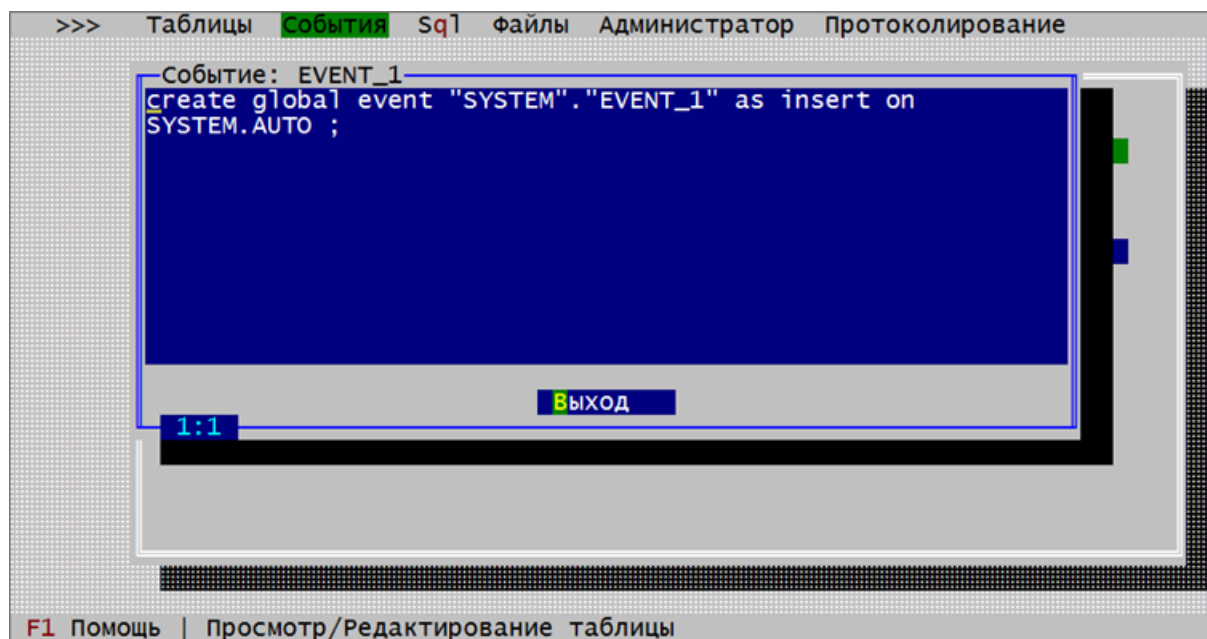 >>> Таблицы События Sql Файлы Администратор Протоколирование
Событие: EVENT_1
create global event "SYSTEM"."EVENT_1" as insert on
SYSTEM.AUTO ;
Выход
1:1
F1 Помощь | Просмотр/Редактирование таблицы